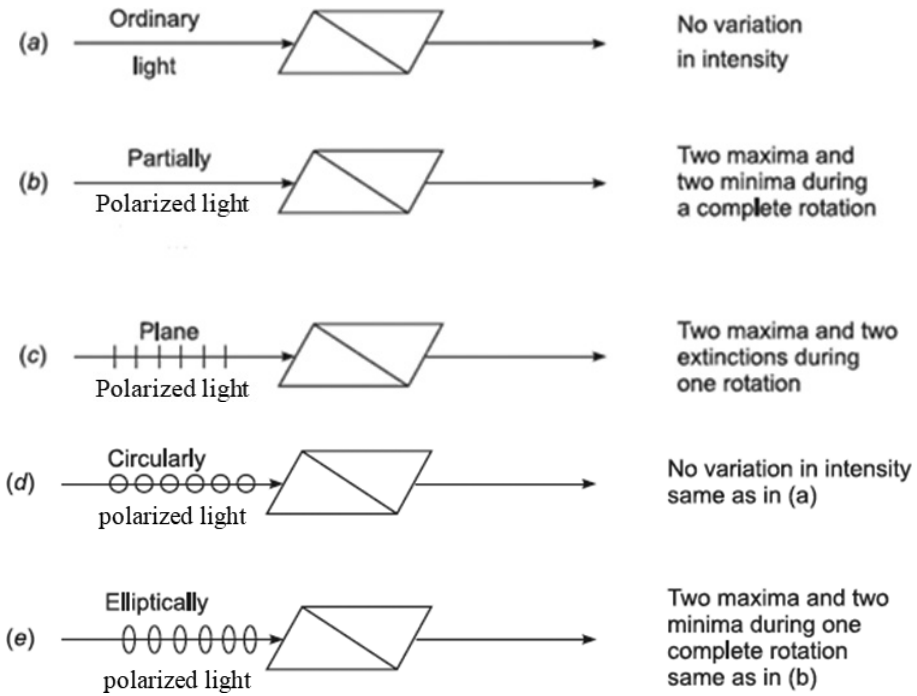 (a)
Ordinary
light
No variation
in intensity
(b)
Partially
Polarized light
Two maxima and
two minima during
a complete rotation
(c)
Plane
Polarized light
Two maxima and two
extinctions during
one rotation
(d)
Circularly
polarized light
No variation in intensity
same as in (a)
(e)
Elliptically
polarized light
Two maxima and two
minima during one
complete rotation
same as in (b)